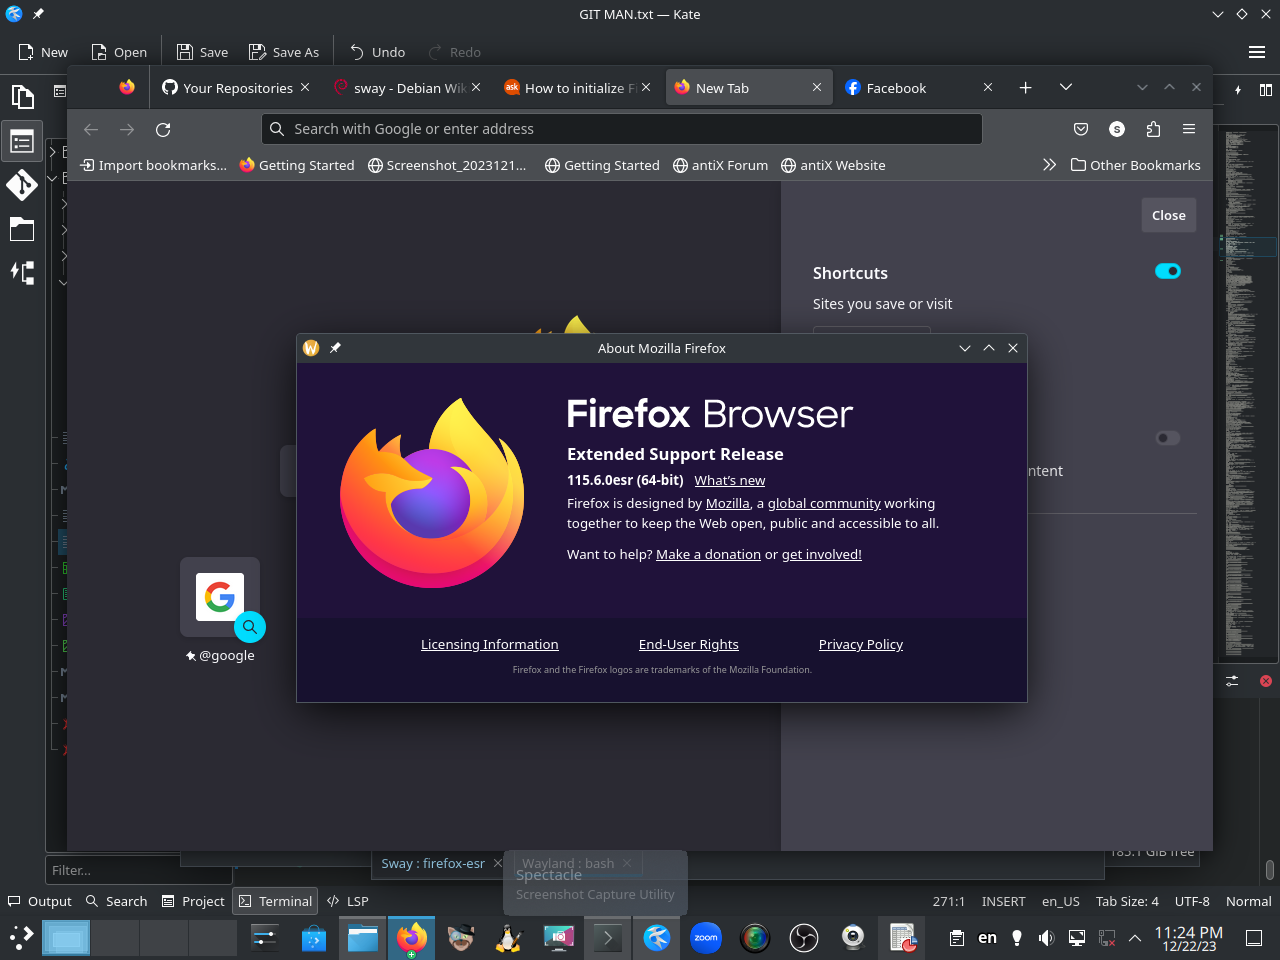 GIT MAN.txt — Kate
New
Open
Save
Save As
Undo
Redo
Your Repositories
sway - Debian Wik
ask
How to initialize Fi
New Tab
Facebook
Search with Google or enter address
S
Import bookmarks...
Getting Started
Screenshot_2023121...
Getting Started
antiX Forum
antiX Website
Other Bookmarks
Close
Shortcuts
Sites you save or visit
About Mozilla Firefox
Firefox Browser
Extended Support Release
115.6.0esr (64-bit) What's new
Firefox is designed by Mozilla, a global community working
together to keep the Web open, public and accessible to all.
Want to help? Make a donation or get involved!
ntent
@google
Licensing Information
End-User Rights
Privacy Policy
Firefox and the Firefox logos are trademarks of the Mozilla Foundation.
Filter...
Sway : firefox-esr
Wayland : bash
185.1 GiB free
Spectacle
Screenshot Capture Utility
Output
Search
Project
Terminal
LSP
271:1
INSERT
en_US
Tab Size: 4
UTF-8
Normal
zoom
en
11:24 PM
12/22/23